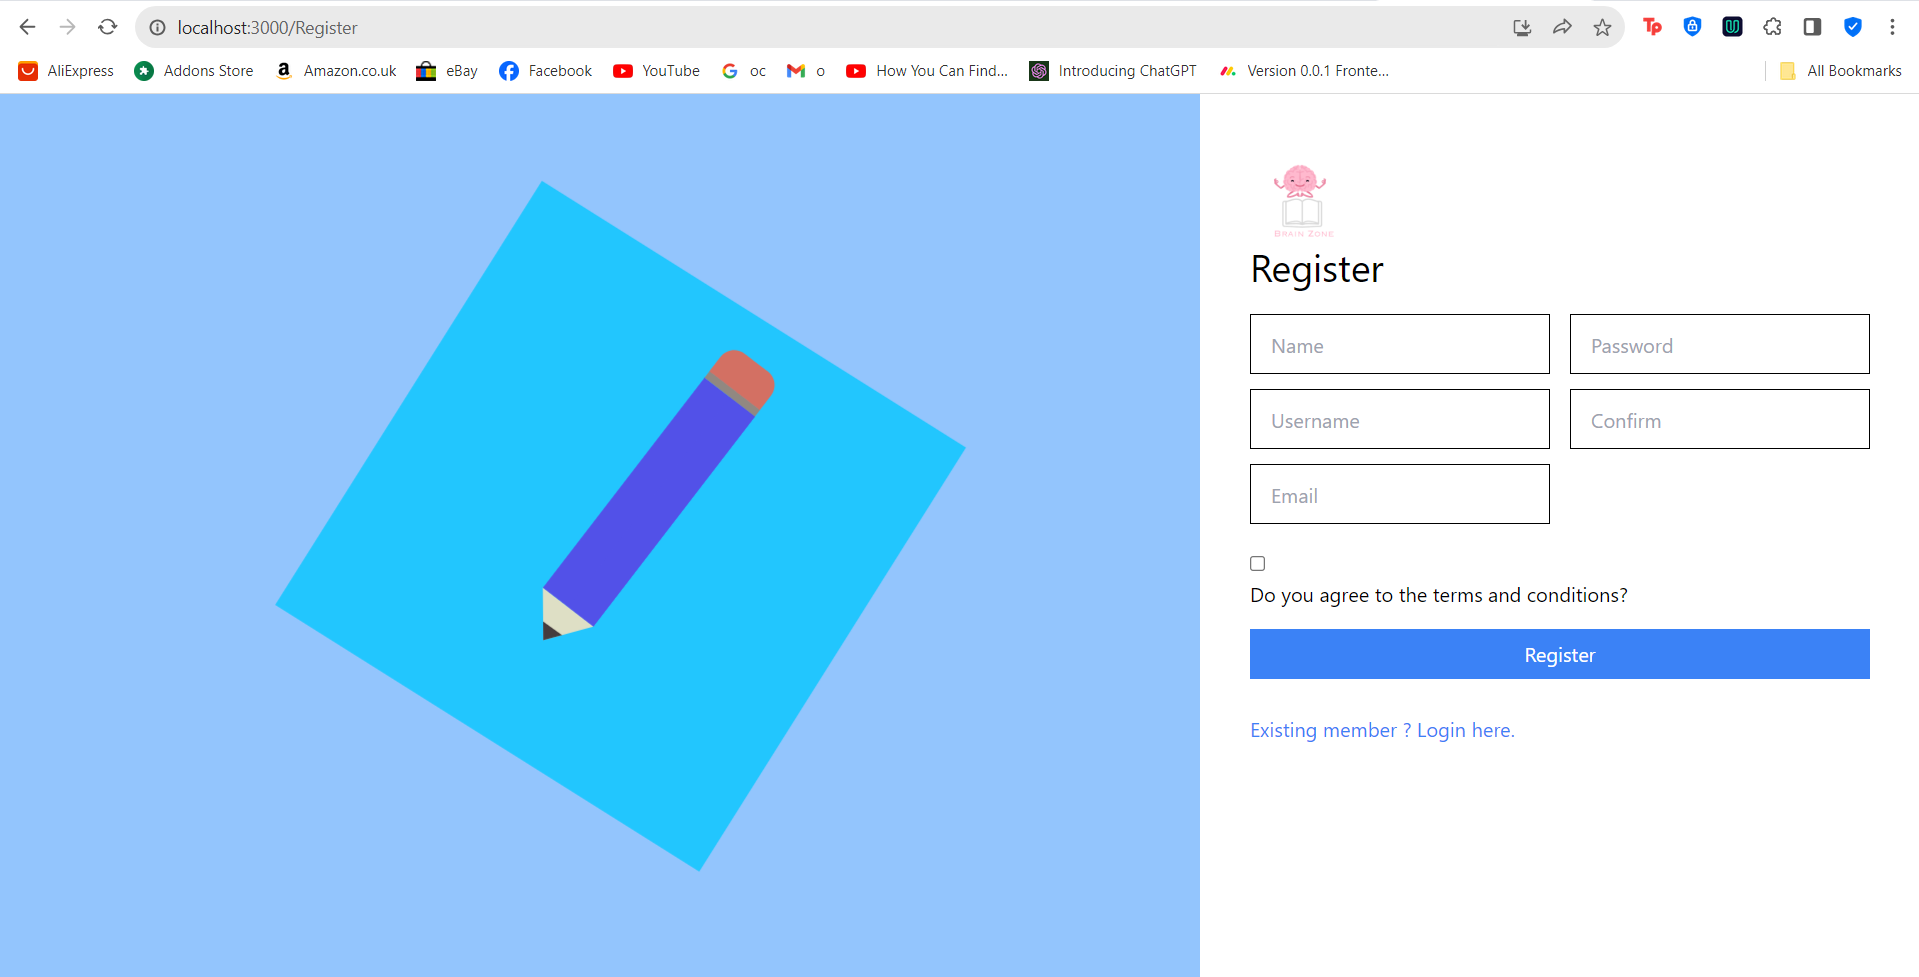 localhost:3000/Register
AliExpress Addons Store Amazon.co.uk eBay Facebook YouTube oc o How You Can Find... Introducing ChatGPT Version 0.0.1 Fronte... All Bookmarks
BRAIN ZONE
Register
Name Password
Username Confirm
Email
Do you agree to the terms and conditions?
Register
Existing member ? Login here.